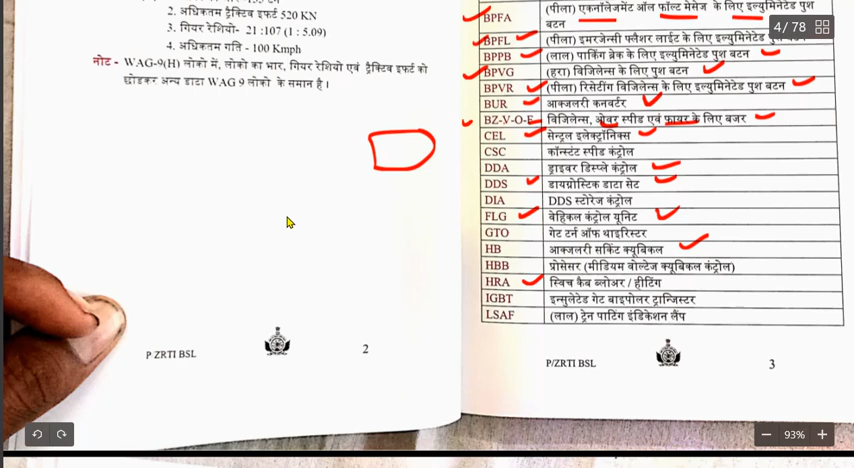 2. अधिकतम ट्रैक्टिव इफर्ट 520 KN
3. गियर रेशियो- 21 :107 (1 : 5.09)
4. अधिकतम गति - 100 Kmph
नोट - WAG-9(H) लोको में, लोको का भार, गियर रेशियो एवं ट्रैक्टिव इफर्ट को
छोडकर अन्य डाटा WAG 9 लोको के समान है।
P ZRTI BSL
2
BPFA (पीला) एकनॉलेजमेंट ऑल फॉल्ट मेसेज के लिए इल्युमिनेटेड पुश
बटन
BPFL (पीला) इमरजेन्सी फ्लैशर लाईट के लिए इल्युमिनेटेड
BPPB (लाल) पार्किंग ब्रेक के लिए इल्युमिनेटेड पुश बटन
BPVG (हरा) विजिलेन्स के लिए पुश बटन
BPVR (पीला) रिसेटींग विजिलेन्स के लिए इल्युमिनेटेड पुश बटन
BUR आक्जलरी कनवर्टर
BZ-V-O-F विजिलेन्स, ओवर स्पीड एवं फायर के लिए बजर
CEL सेन्ट्रल इलेक्ट्रॉनिक्स
CSC कॉन्स्टंट स्पीड कंट्रोल
DDA ड्राइवर डिस्प्ले कंट्रोल
DDS डायग्नोस्टिक डाटा सेट
DIA DDS स्टोरेज कंट्रोल
FLG वेहिकल कंट्रोल यूनिट
GTO गेट टर्न ऑफ थाइरिस्टर
HB आक्जलरी सर्किट क्यूबिकल
HBB प्रोसेसर (मीडियम वोल्टेज क्यूबिकल कंट्रोल)
HRA स्विच कैब ब्लोअर / हीटिंग
IGBT इन्सुलेटेड गेट बाइपोलर ट्रान्जिस्टर
LSAF (लाल) ट्रेन पार्टिंग इंडिकेशन लैंप
P/ZRTI BSL
3
4 / 78
93%